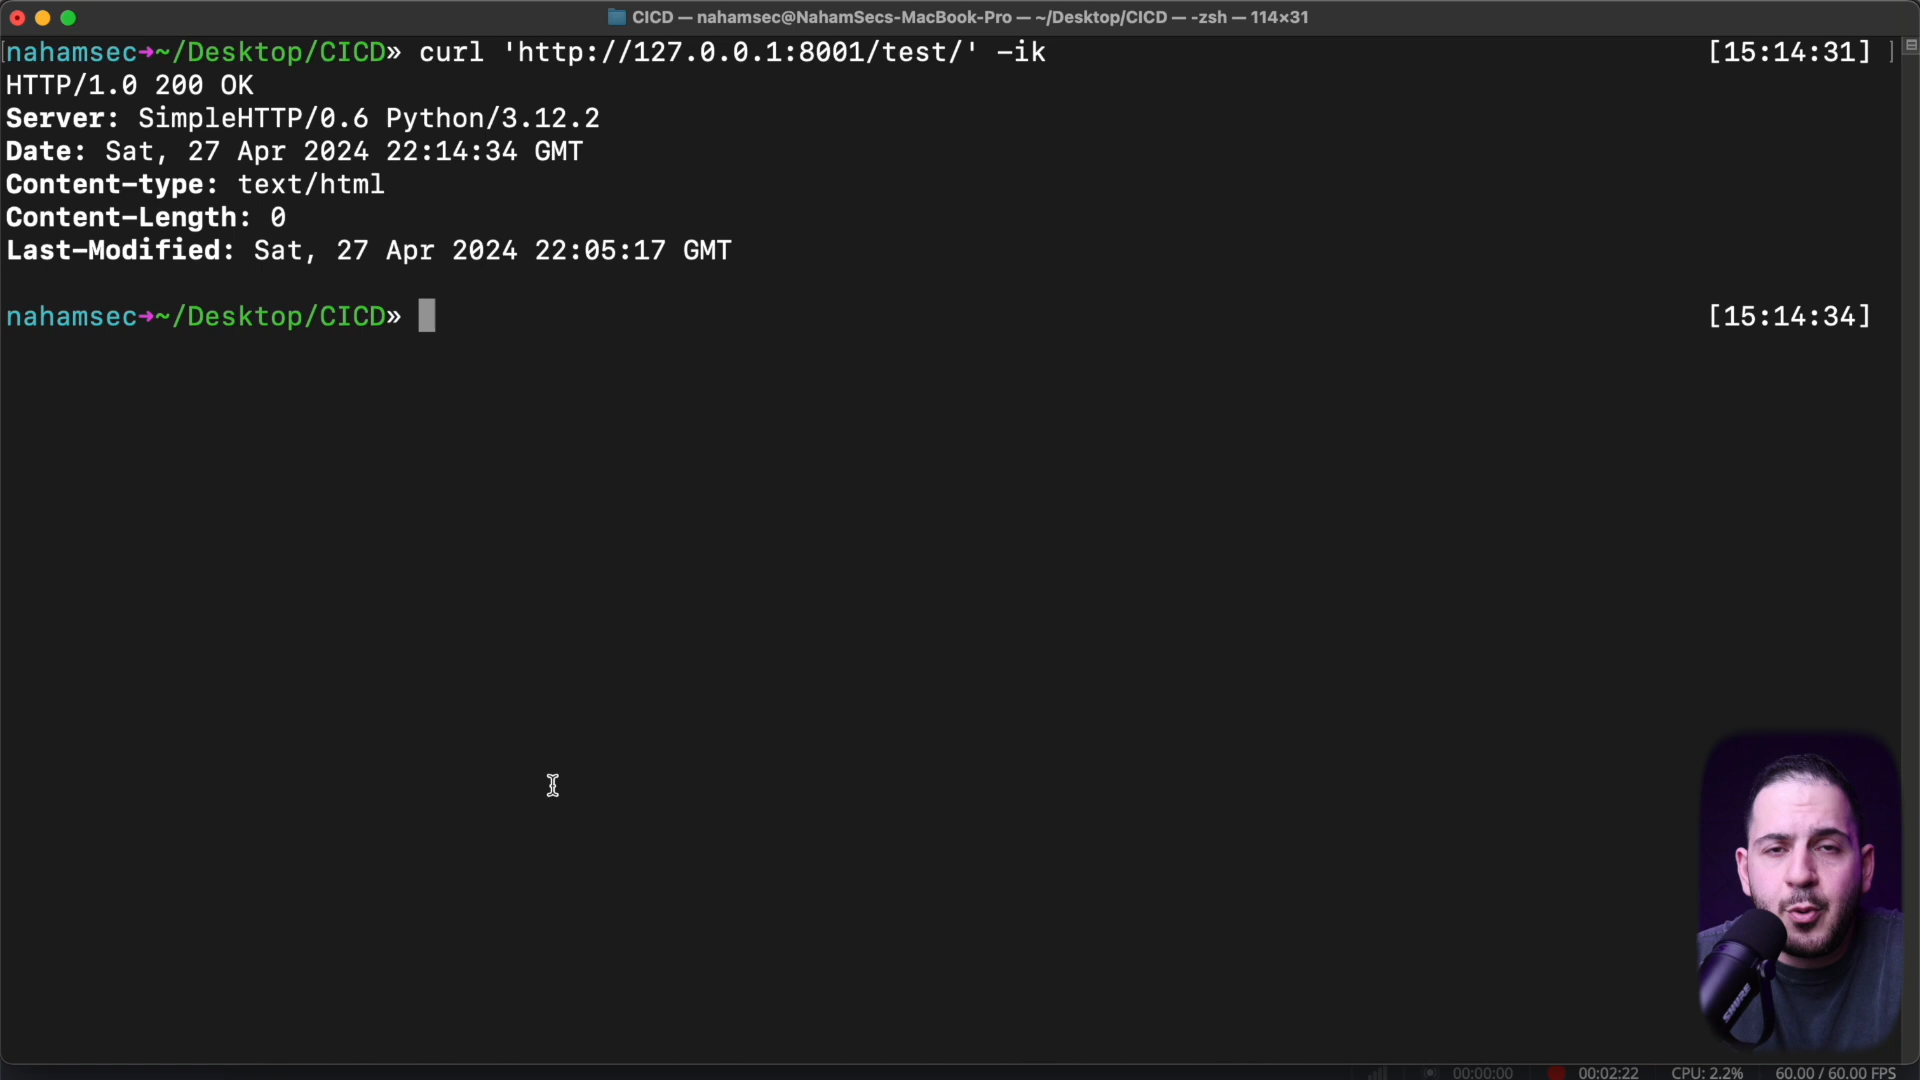 CICD — nahamsec@NahamSecs-MacBook-Pro — ~/Desktop/CICD — -zsh — 114×31
[nahamsec→~/Desktop/CICD» curl 'http://127.0.0.1:8001/test/' -ik [15:14:31] ]
HTTP/1.0 200 OK
Server: SimpleHTTP/0.6 Python/3.12.2
Date: Sat, 27 Apr 2024 22:14:34 GMT
Content-type: text/html
Content-Length: 0
Last-Modified: Sat, 27 Apr 2024 22:05:17 GMT
nahamsec→~/Desktop/CICD» [15:14:34]
SHURE
00:00:00 00:02:22 CPU: 2.2% 60.00 / 60.00 FPS